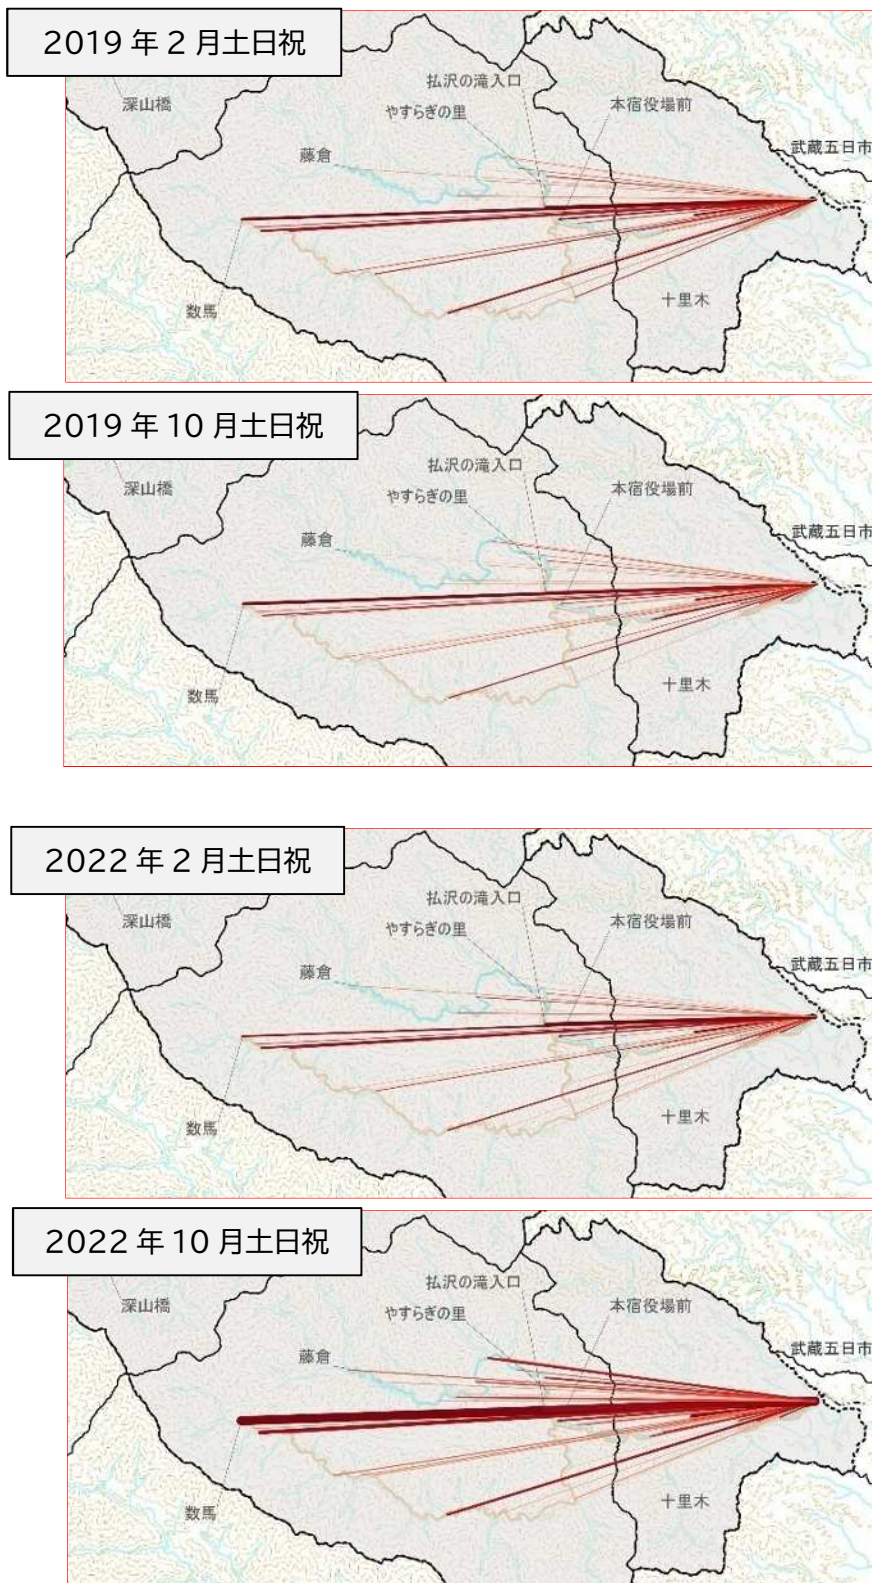 2019年2月土日祝
払沢の滝入口
深山橋
やすらぎの里
本宿役場前
藤倉
武蔵五日市
数馬
十里木
2019年10月土日祝
払沢の滝入口
深山橋
やすらぎの里
本宿役場前
藤倉
武蔵五日市
数馬
十里木
2022年2月土日祝
払沢の滝入口
深山橋
やすらぎの里
本宿役場前
藤倉
武蔵五日市
数馬
十里木
2022年10月土日祝
払沢の滝入口
深山橋
やすらぎの里
本宿役場前
藤倉
武蔵五日市
数馬
十里木